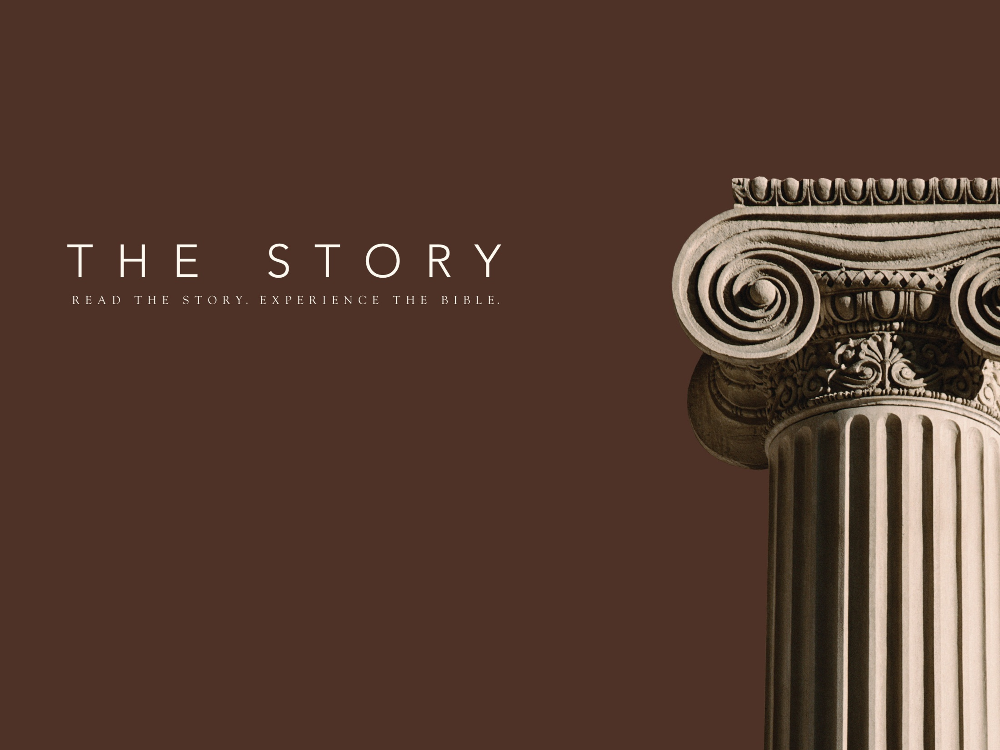 THE STORY
READ THE STORY. EXPERIENCE THE BIBLE.